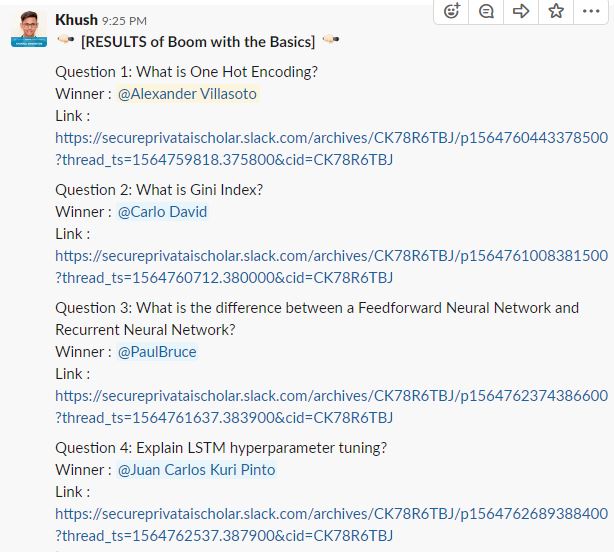 Khush 9:25 PM
[RESULTS of Boom with the Basics]
Question 1: What is One Hot Encoding?
Winner : @Alexander Villasoto
Link :
https://secureprivataischolar.slack.com/archives/CK78R6TBJ/p1564760443378500
?thread_ts=1564759818.375800&cid=CK78R6TBJ
Question 2: What is Gini Index?
Winner : @Carlo David
Link :
https://secureprivataischolar.slack.com/archives/CK78R6TBJ/p1564761008381500
?thread_ts=1564760712.380000&cid=CK78R6TBJ
Question 3: What is the difference between a Feedforward Neural Network and
Recurrent Neural Network?
Winner : @PaulBruce
Link :
https://secureprivataischolar.slack.com/archives/CK78R6TBJ/p1564762374386600
?thread_ts=1564761637.383900&cid=CK78R6TBJ
Question 4: Explain LSTM hyperparameter tuning?
Winner : @Juan Carlos Kuri Pinto
Link :
https://secureprivataischolar.slack.com/archives/CK78R6TBJ/p1564762689388400
?thread_ts=1564762537.387900&cid=CK78R6TBJ